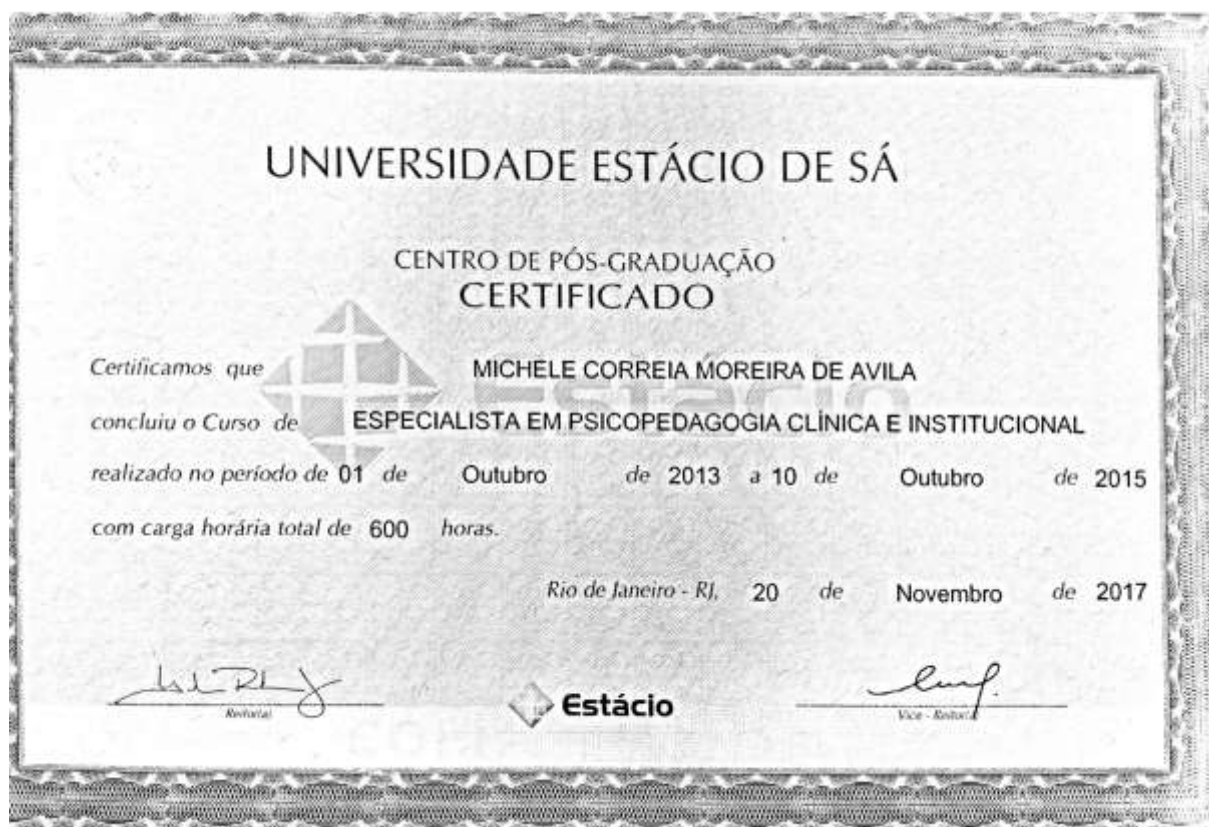 UNIVERSIDADE ESTÁCIO DE SÁ
CENTRO DE PÓS-GRADUAÇÃO
CERTIFICADO
Certificamos que MICHELE CORREIA MOREIRA DE AVILA
concluiu o Curso de ESPECIALISTA EM PSICOPEDAGOGIA CLÍNICA E INSTITUCIONAL
realizado no período de 01 de Outubro de 2013 a 10 de Outubro de 2015
com carga horária total de 600 horas.
Rio de Janeiro - RJ, 20 de Novembro de 2017
Reitor(a)
Estácio
Vice - Reitor(a)